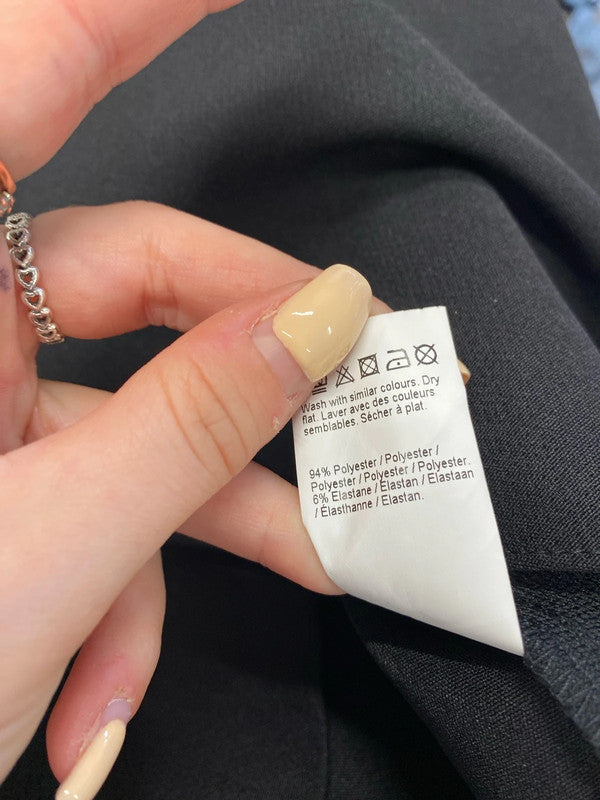 Wash with similar colours. Dry
flat. Laver avec des couleurs
semblables. Sécher à plat.
94% Polyester / Polyester /
Polyester / Polyester / Polyester.
6% Elastane / Elastan / Elastaan
/ Élasthanne / Elastan.